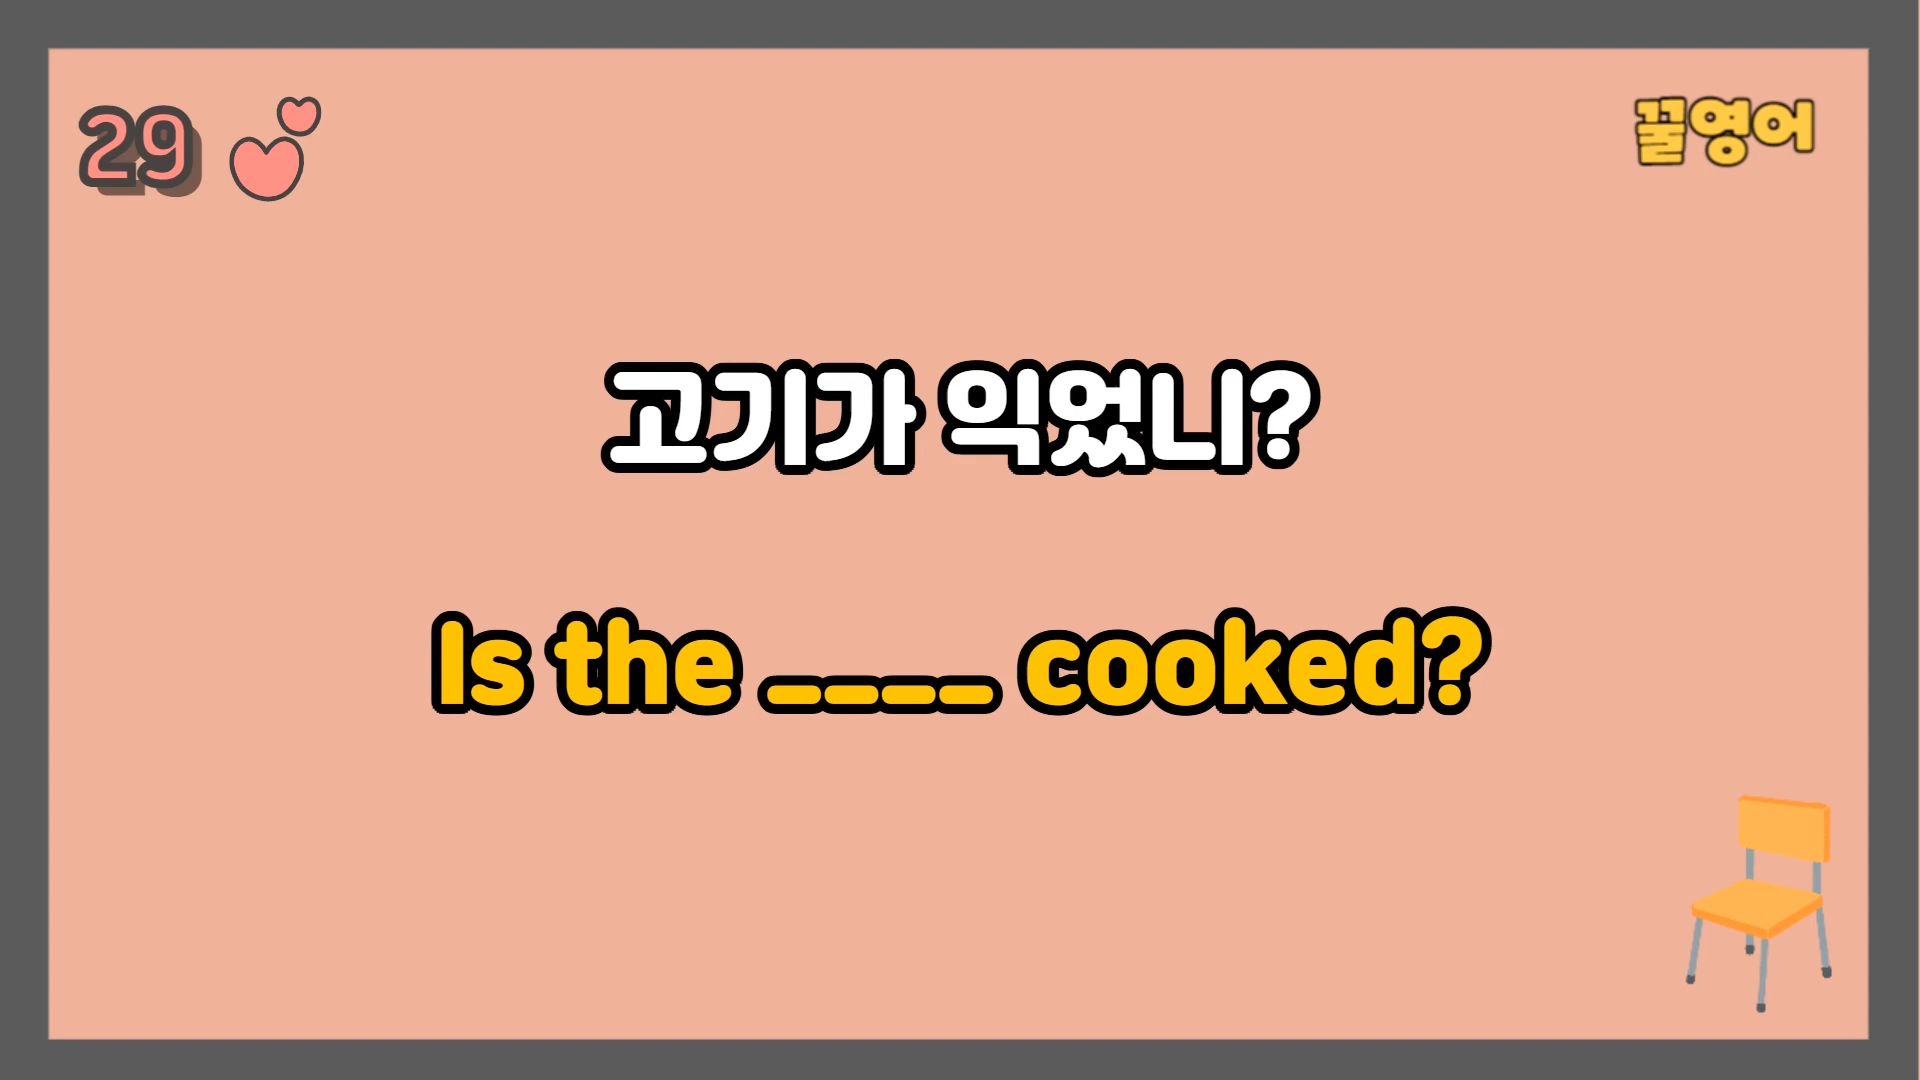 29
꿀영어
고기가 익었니?
Is the ____ cooked?